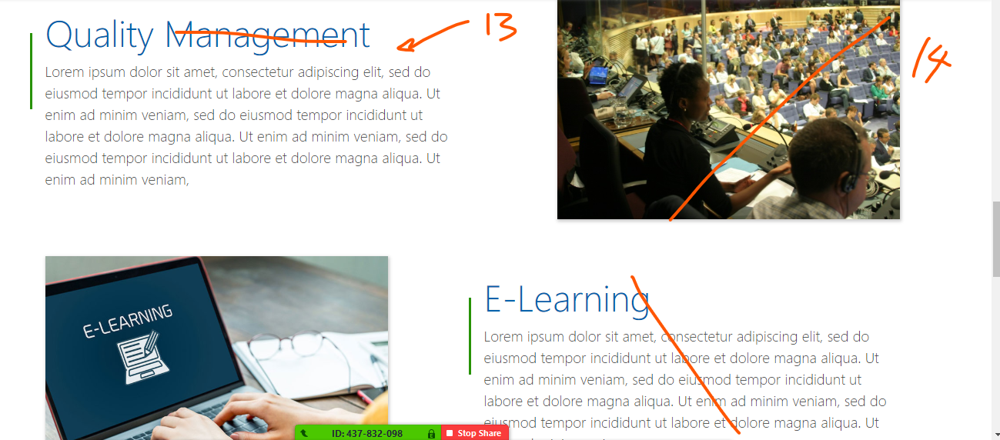 Quality Management
13
Lorem ipsum dolor sit amet, consectetur adipiscing elit, sed do
eiusmod tempor incididunt ut labore et dolore magna aliqua. Ut
enim ad minim veniam, sed do eiusmod tempor incididunt ut
labore et dolore magna aliqua. Ut enim ad minim veniam, sed do
eiusmod tempor incididunt ut labore et dolore magna aliqua. Ut
enim ad minim veniam,
14
E-LEARNING
E-Learning
Lorem ipsum dolor sit amet, consectetur adipiscing elit, sed do
eiusmod tempor incididunt ut labore et dolore magna aliqua. Ut
enim ad minim veniam, sed do eiusmod tempor incididunt ut
labore et dolore magna aliqua. Ut enim ad minim veniam, sed do
eiusmod tempor incididunt ut labore et dolore magna aliqua. Ut
ID: 437-832-098
Stop Share